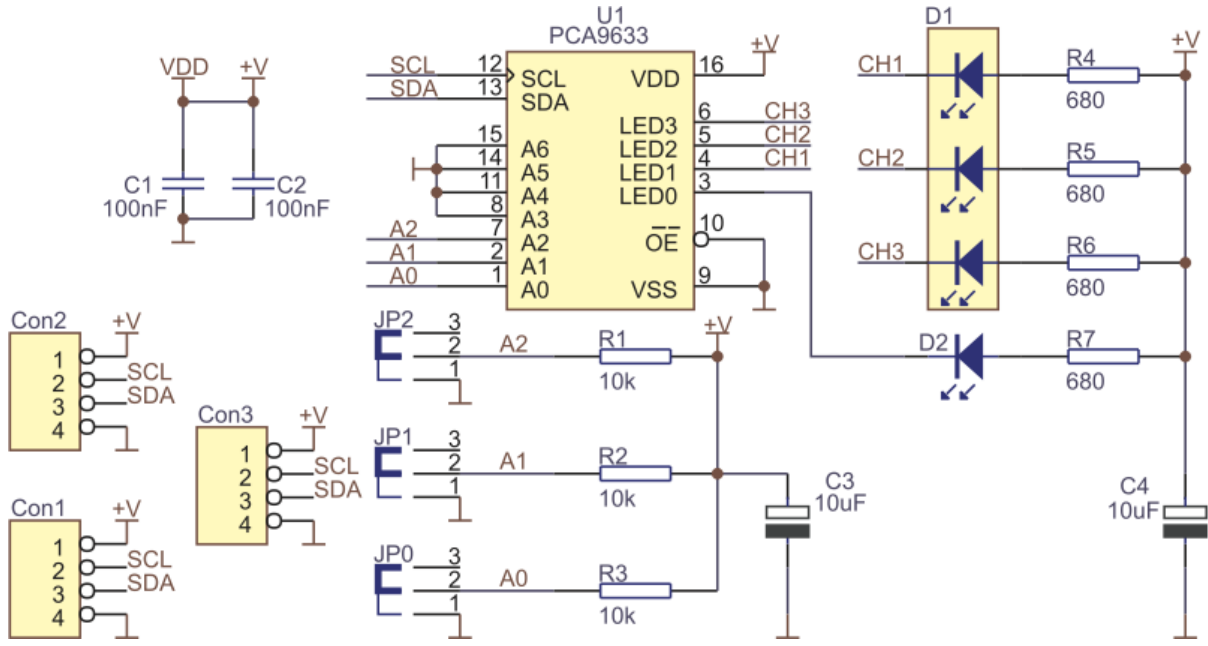 U1
PCA9633
VDD +V
C1 100nF
C2 100nF
SCL 12 SCL
SDA 13 SDA
15 A6
14 A5
11 A4
8 A3
A2 7 A2
A1 2 A1
A0 1 A0
VDD 16 +V
LED3 6 CH3
LED2 5 CH2
LED1 4 CH1
LED0 3
OE 10
VSS 9
D1
+V
CH1 R4 680
CH2 R5 680
CH3 R6 680
D2 R7 680
C4 10uF
Con2 +V
1
2 SCL
3 SDA
4
Con3 +V
1
2 SCL
3 SDA
4
Con1 +V
1
2 SCL
3 SDA
4
JP2 3
2 A2 R1 10k
1
+V
JP1 3
2 A1 R2 10k
1
JP0 3
2 A0 R3 10k
1
C3 10uF